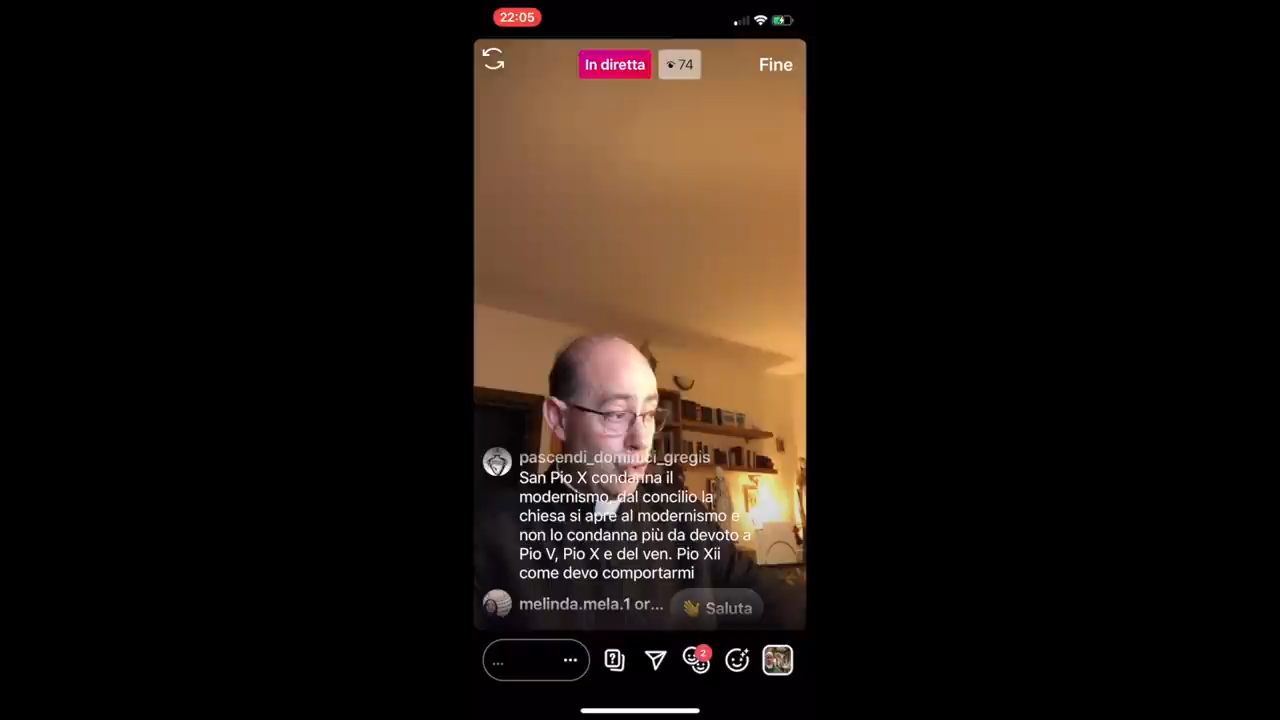 22:05
In diretta
74
Fine
pascendi_dominici_gregis
San Pio X condanna il
modernismo, dal concilio la
chiesa si apre al modernismo e
non lo condanna più da devoto a
Pio V, Pio X e del ven. Pio Xii
come devo comportarmi
melinda.mela.1 or...
Saluta
...
2